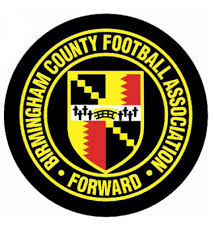 BIRMINGHAM COUNTY FOOTBALL ASSOCIATION
• FORWARD •